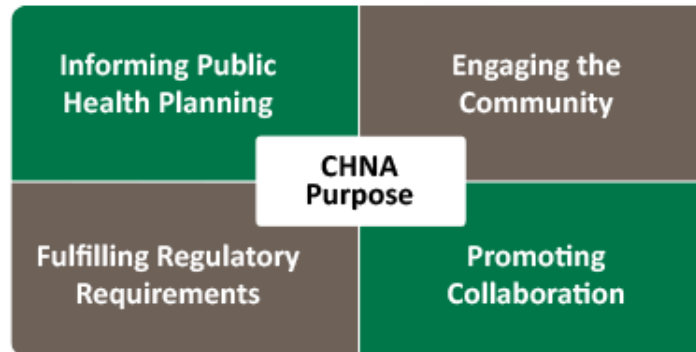 Informing Public
Health Planning
Engaging the
Community
CHNA
Purpose
Fulfilling Regulatory
Requirements
Promoting
Collaboration